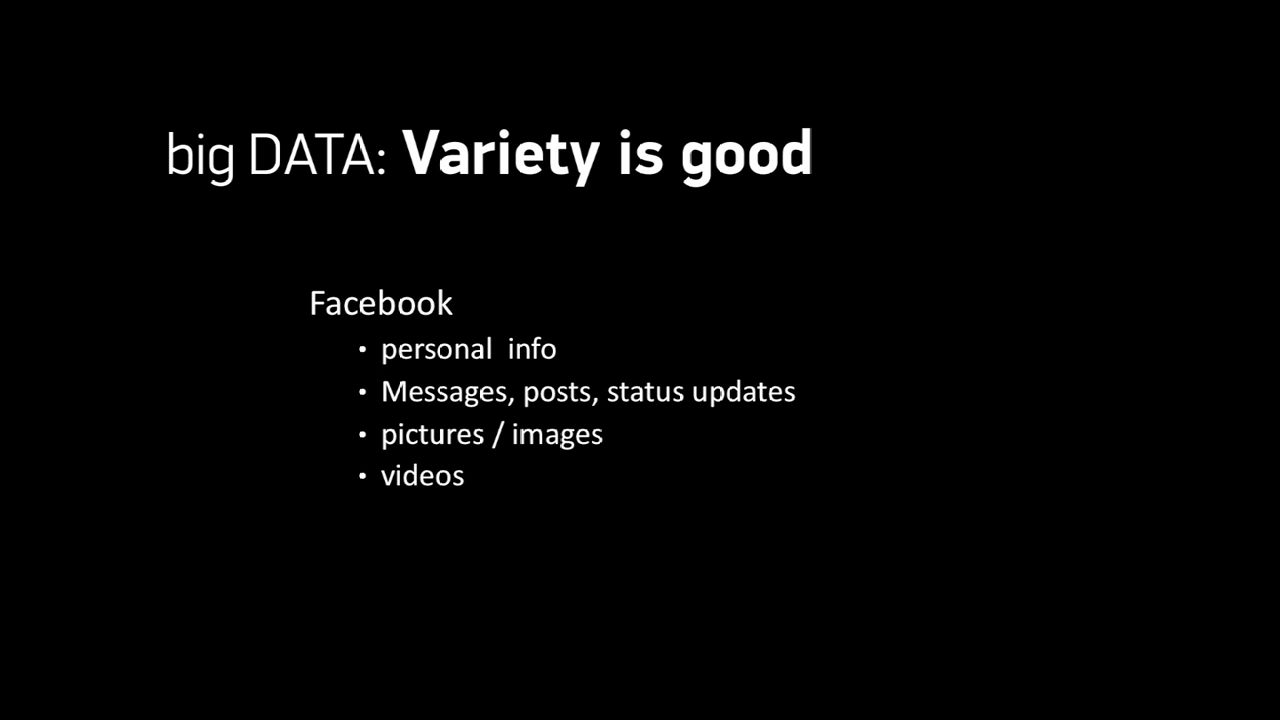 big DATA: Variety is good
Facebook
• personal  info
• Messages, posts, status updates
• pictures / images
• videos